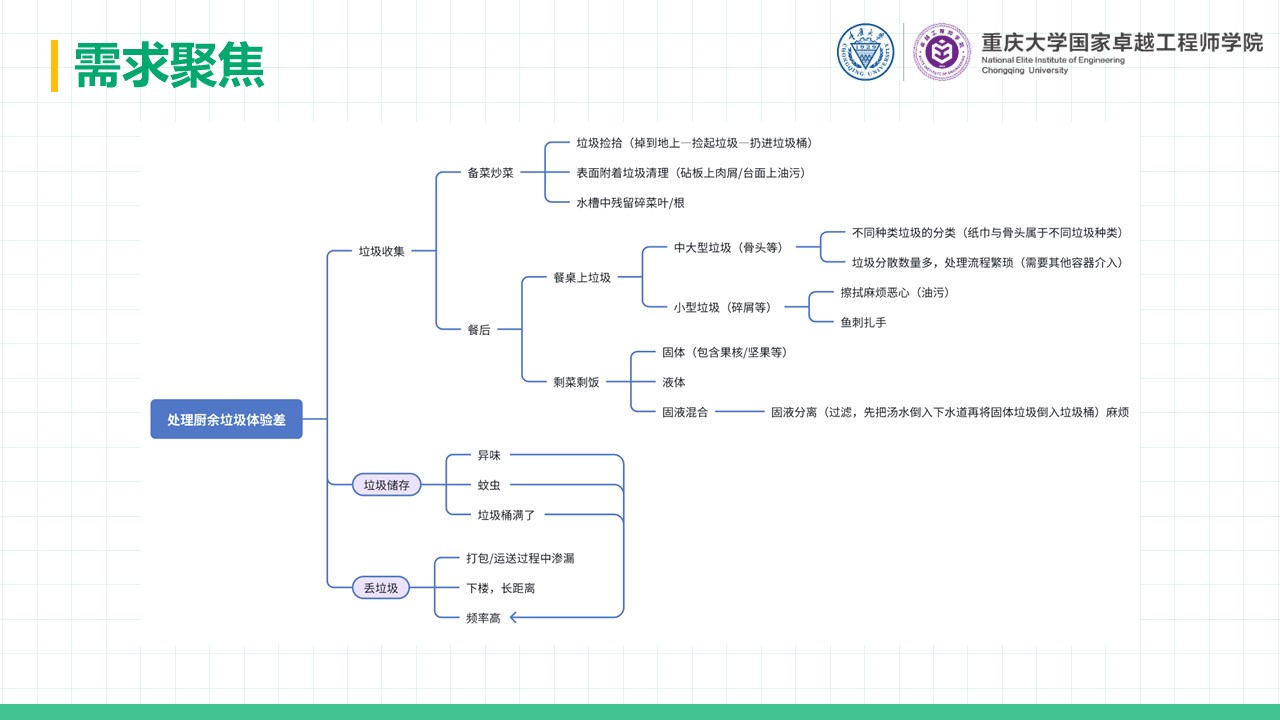 需求聚焦
重庆大学国家卓越工程师学院
National Elite Institute of Engineering
Chongqing University
重庆大学
CHONGQING UNIVERSITY
垃圾捡拾（掉到地上—捡起垃圾—扔进垃圾桶）
备菜炒菜
表面附着垃圾清理（砧板上肉屑/台面上油污）
水槽中残留碎菜叶/根
垃圾收集
不同种类垃圾的分类（纸巾与骨头属于不同垃圾种类）
中大型垃圾（骨头等）
垃圾分散数量多，处理流程繁琐（需要其他容器介入）
餐桌上垃圾
擦拭麻烦恶心（油污）
小型垃圾（碎屑等）
鱼刺扎手
餐后
固体（包含果核/坚果等）
剩菜剩饭
液体
固液混合
固液分离（过滤，先把汤水倒入下水道再将固体垃圾倒入垃圾桶）麻烦
处理厨余垃圾体验差
异味
垃圾储存
蚊虫
垃圾桶满了
打包/运送过程中渗漏
丢垃圾
下楼，长距离
频率高